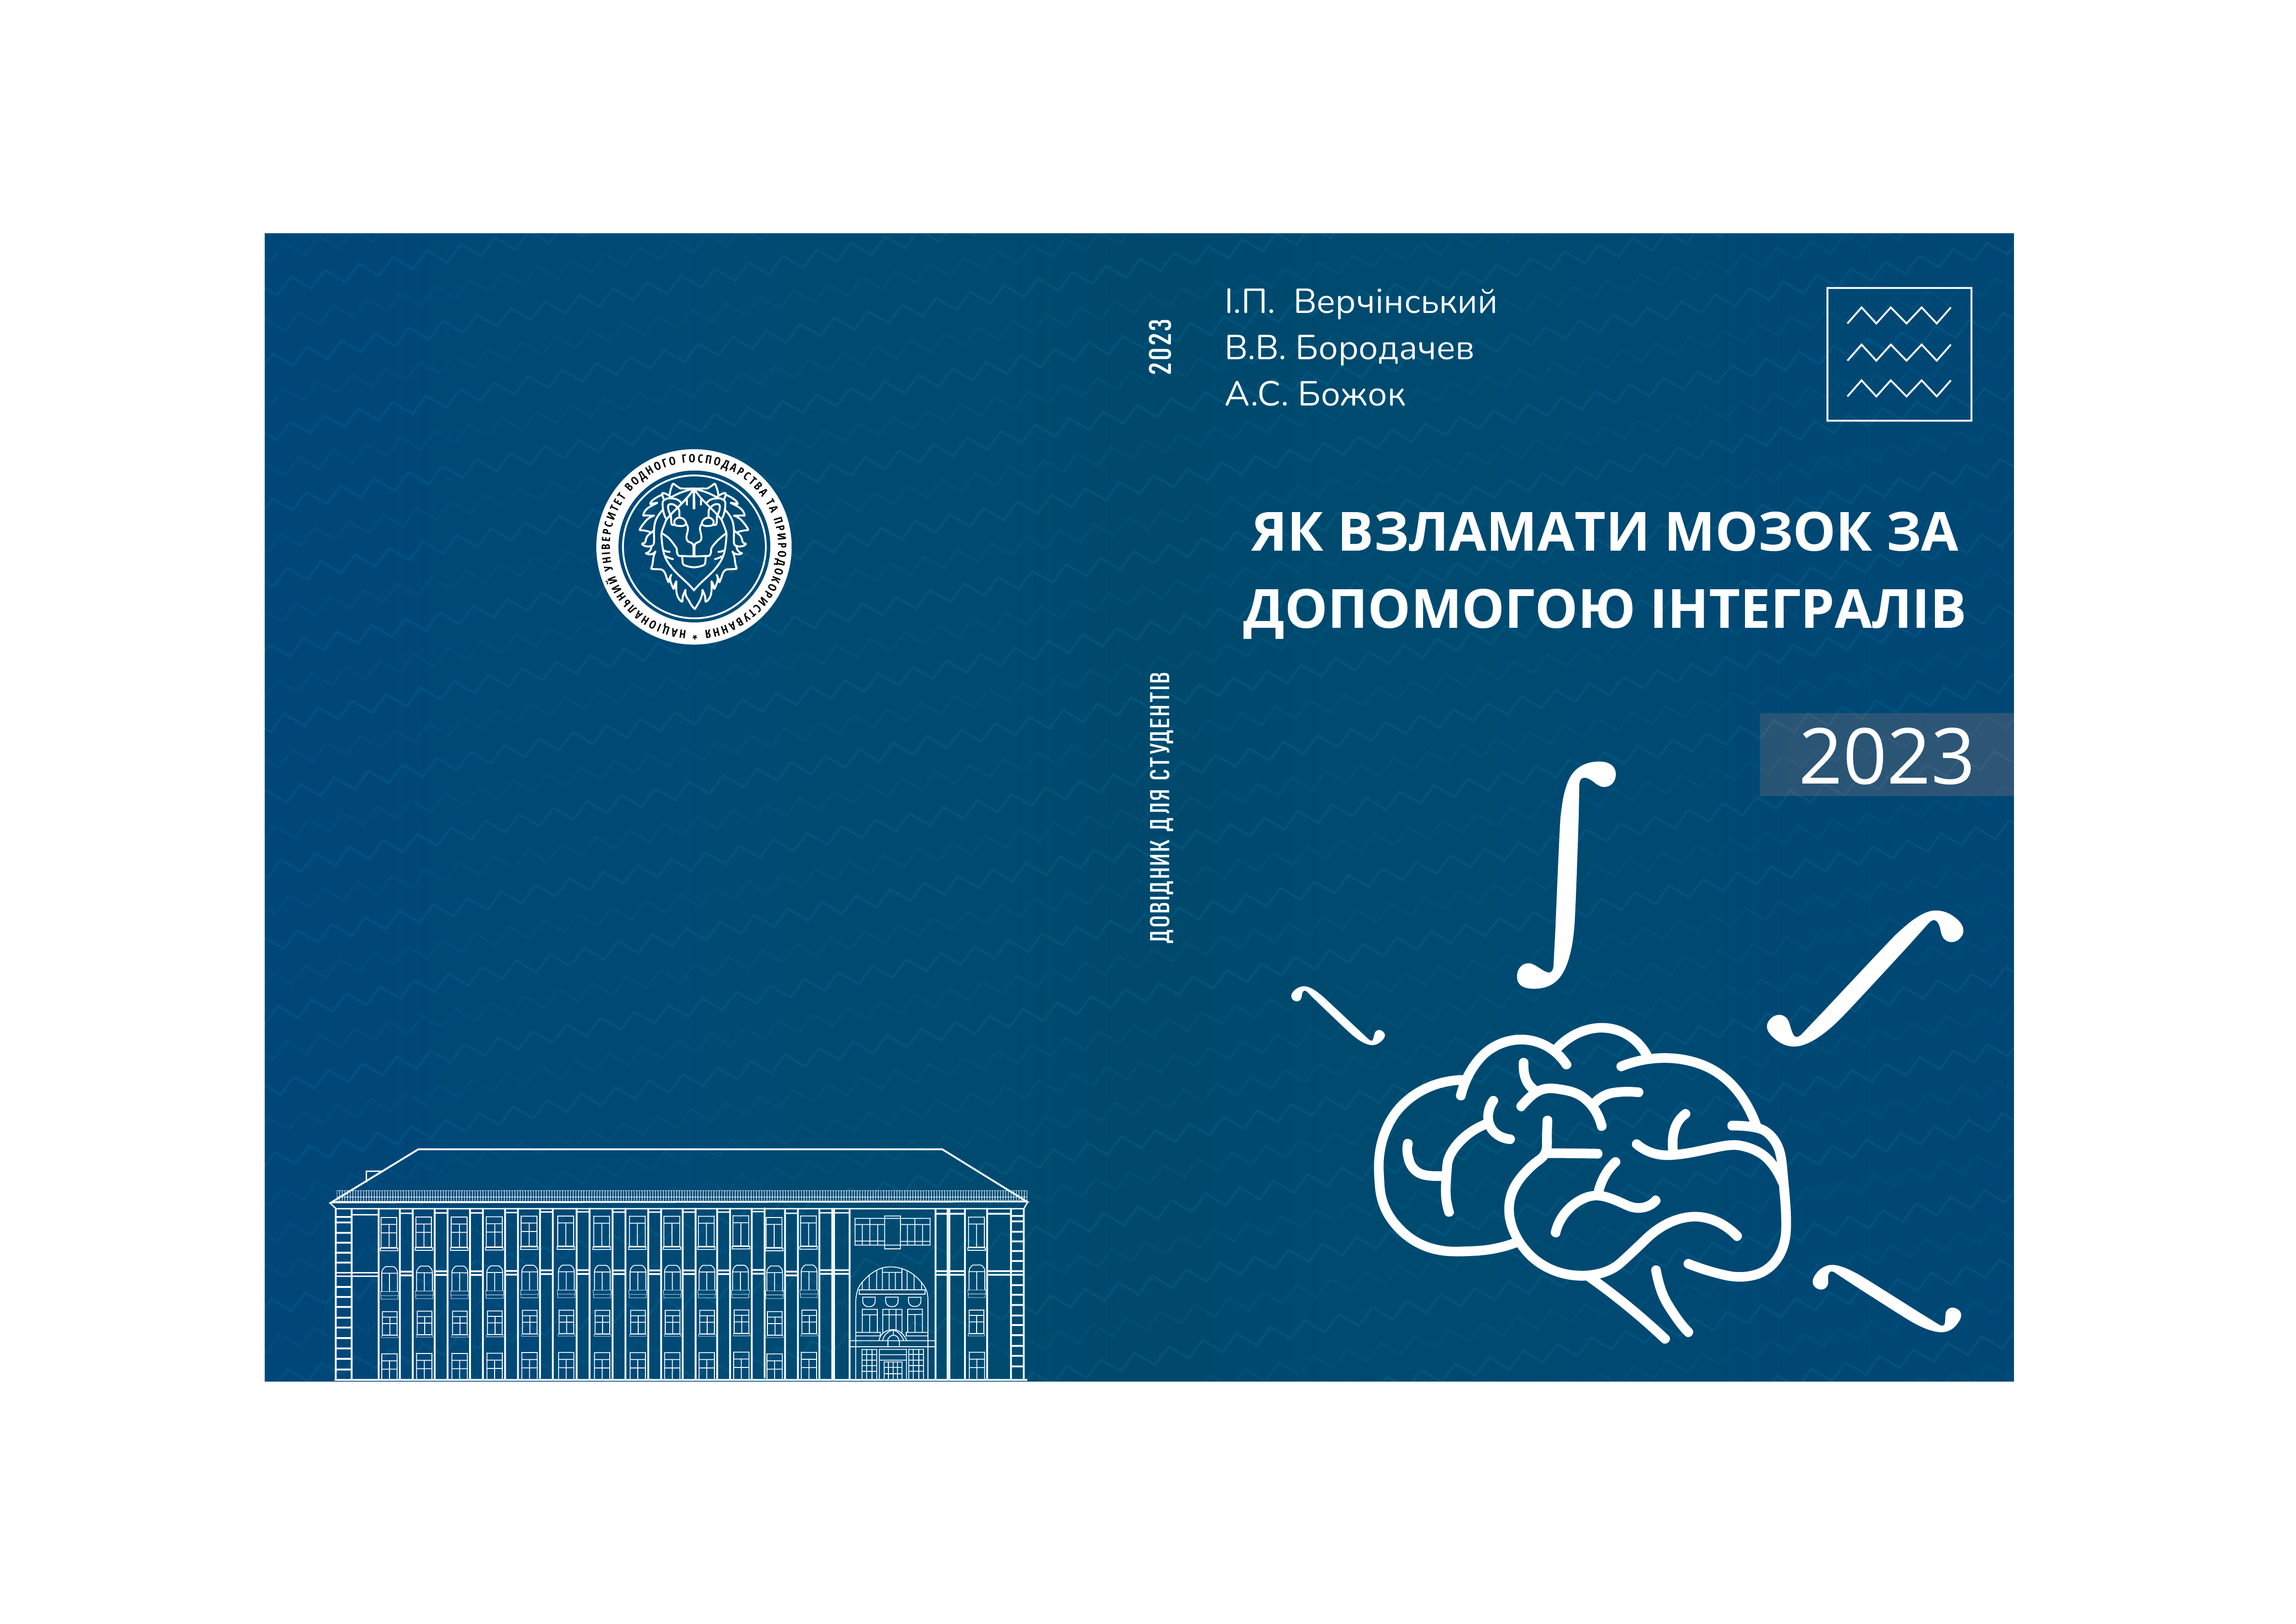 НАЦІОНАЛЬНИЙ УНІВЕРСИТЕТ ВОДНОГО ГОСПОДАРСТВА ТА ПРИРОДОКОРИСТУВАННЯ *
2023
ДОВІДНИК ДЛЯ СТУДЕНТІВ
І.П. Верчінський
В.В. Бородачев
А.С. Божок
ЯК ВЗЛАМАТИ МОЗОК ЗА
ДОПОМОГОЮ ІНТЕГРАЛІВ
2023